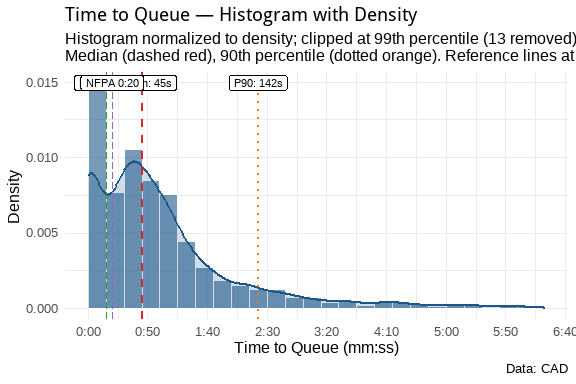 Time to Queue — Histogram with Density
Histogram normalized to density; clipped at 99th percentile (13 removed)
Median (dashed red), 90th percentile (dotted orange). Reference lines at
0.015
NFPA 0:20
n: 45s
P90: 142s
0.010
0.005
0.000
Density
0:00 0:50 1:40 2:30 3:20 4:10 5:00 5:50 6:40
Time to Queue (mm:ss)
Data: CAD